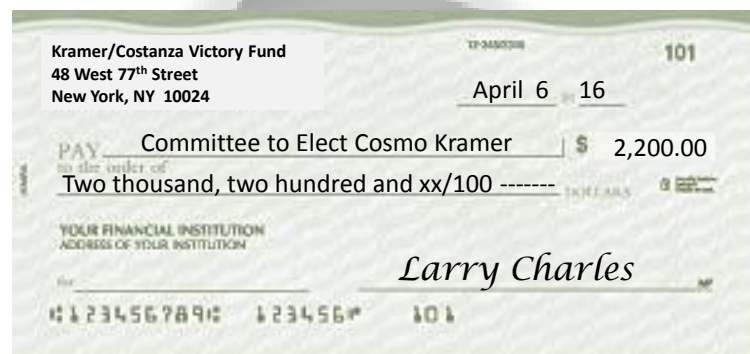 Kramer/Costanza Victory Fund
48 West 77th Street
New York, NY 10024
101
April 6 16
PAY Committee to Elect Cosmo Kramer $ 2,200.00
to the order of
Two thousand, two hundred and xx/100 ------- DOLLARS
YOUR FINANCIAL INSTITUTION
ADDRESS OF YOUR INSTITUTION
for Larry Charles MP
⑆123456789⑆ 123456⑈ 101